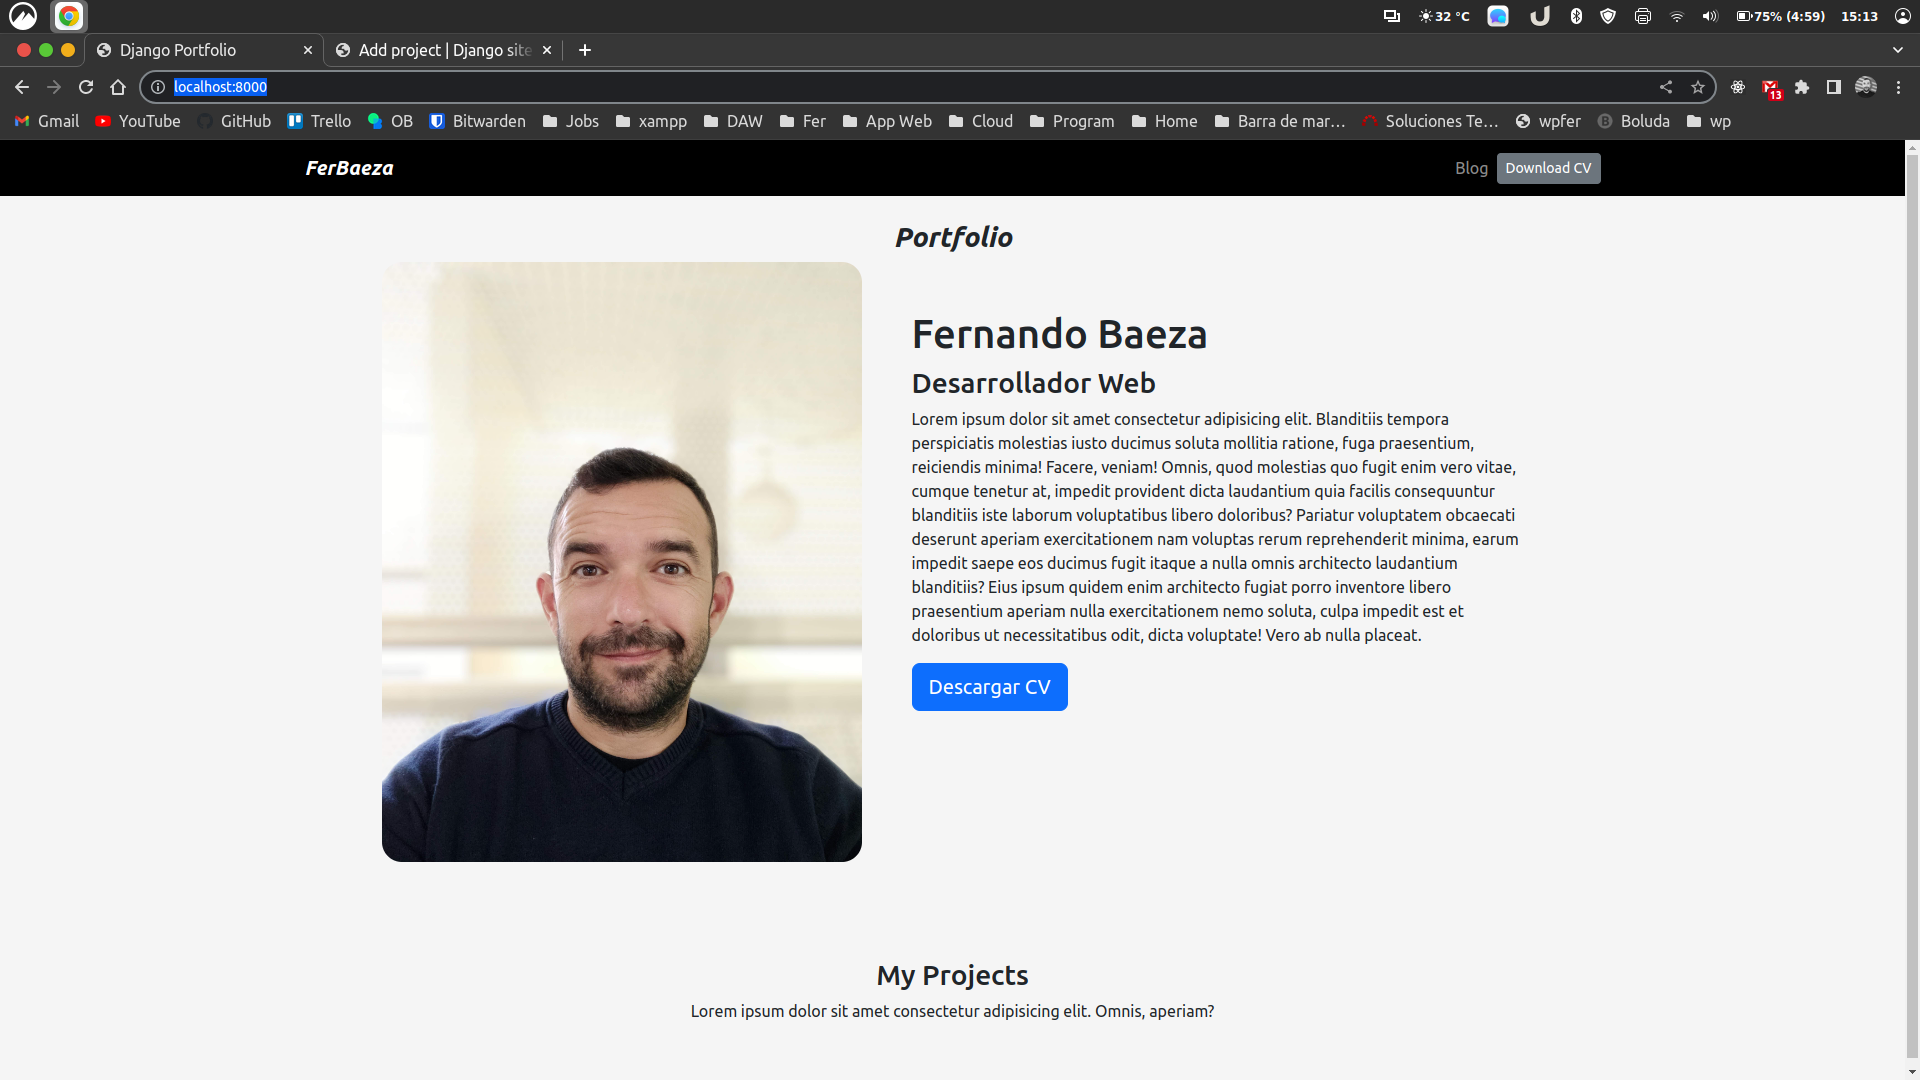 32 °C
75% (4:59)
15:13
Django Portfolio
Add project | Django site
localhost:8000
13
Gmail
YouTube
GitHub
Trello
OB
Bitwarden
Jobs
xampp
DAW
Fer
App Web
Cloud
Program
Home
Barra de mar...
Soluciones Te...
wpfer
Boluda
wp
FerBaeza
Blog
Download CV
Portfolio
Fernando Baeza
Desarrollador Web
Lorem ipsum dolor sit amet consectetur adipisicing elit. Blanditiis tempora
perspiciatis molestias iusto ducimus soluta mollitia ratione, fuga praesentium,
reiciendis minima! Facere, veniam! Omnis, quod molestias quo fugit enim vero vitae,
cumque tenetur at, impedit provident dicta laudantium quia facilis consequuntur
blanditiis iste laborum voluptatibus libero doloribus? Pariatur voluptatem obcaecati
deserunt aperiam exercitationem nam voluptas rerum reprehenderit minima, earum
impedit saepe eos ducimus fugit itaque a nulla omnis architecto laudantium
blanditiis? Eius ipsum quidem enim architecto fugiat porro inventore libero
praesentium aperiam nulla exercitationem nemo soluta, culpa impedit est et
doloribus ut necessitatibus odit, dicta voluptate! Vero ab nulla placeat.
Descargar CV
My Projects
Lorem ipsum dolor sit amet consectetur adipisicing elit. Omnis, aperiam?